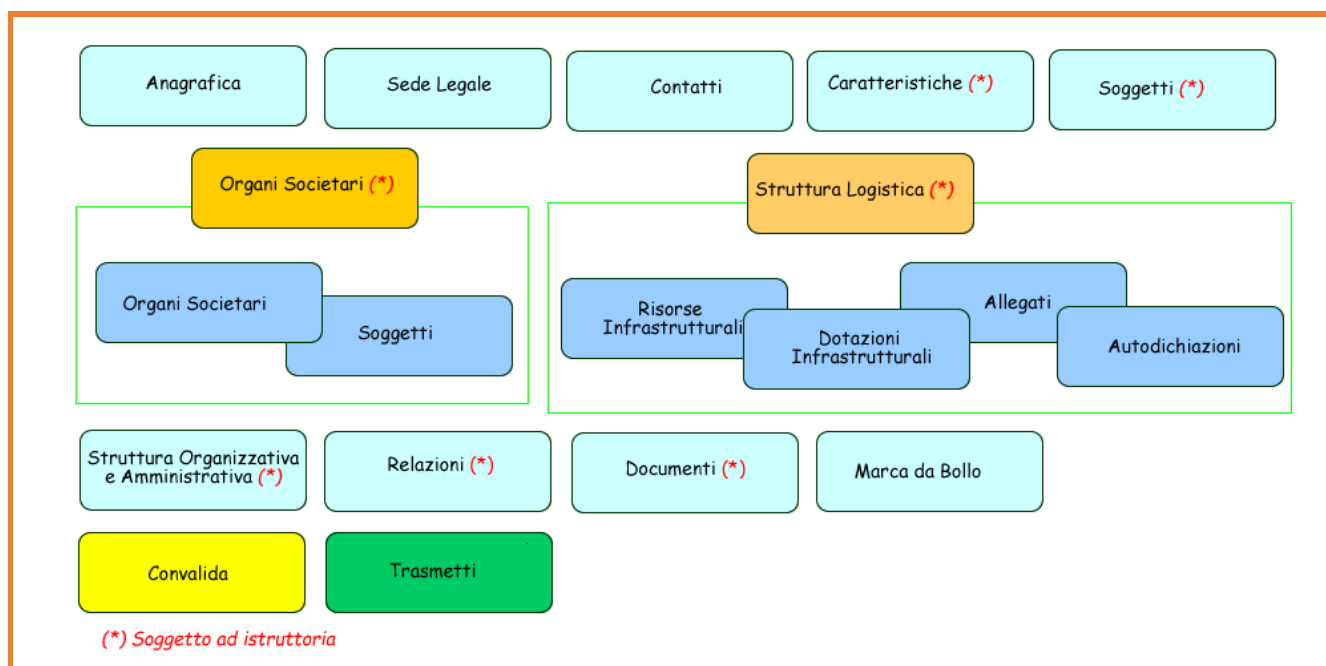 Anagrafica
Sede Legale
Contatti
Caratteristiche (*)
Soggetti (*)
Organi Societari (*)
Struttura Logistica (*)
Organi Societari
Soggetti
Risorse
Infrastrutturali
Dotazioni
Infrastrutturali
Allegati
Autodichiazioni
Struttura Organizzativa
e Amministrativa (*)
Relazioni (*)
Documenti (*)
Marca da Bollo
Convalida
Trasmetti
(*) Soggetto ad istruttoria